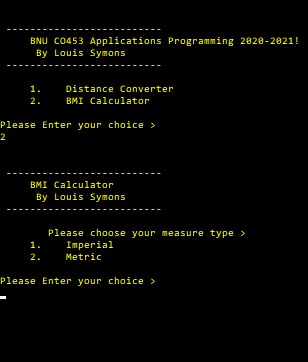 --------------------------
BNU CO453 Applications Programming 2020-2021!
By Louis Symons
--------------------------
1. Distance Converter
2. BMI Calculator
Please Enter your choice >
2
--------------------------
BMI Calculator
By Louis Symons
--------------------------
Please choose your measure type >
1. Imperial
2. Metric
Please Enter your choice >